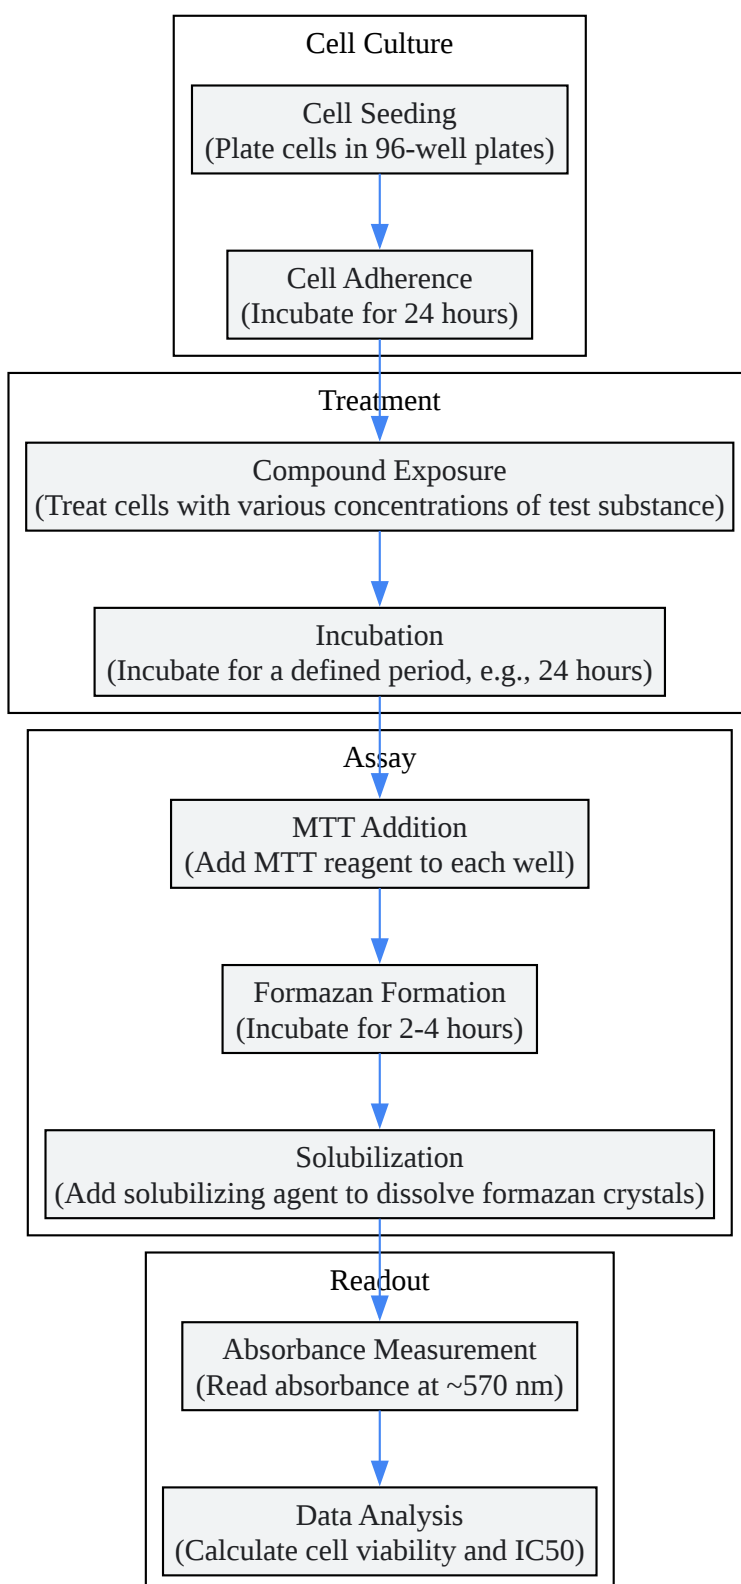 Cell Culture
Cell Seeding
(Plate cells in 96-well plates)
Cell Adherence
(Incubate for 24 hours)
Treatment
Compound Exposure
(Treat cells with various concentrations of test substance)
Incubation
(Incubate for a defined period, e.g., 24 hours)
Assay
MTT Addition
(Add MTT reagent to each well)
Formazan Formation
(Incubate for 2-4 hours)
Solubilization
(Add solubilizing agent to dissolve formazan crystals)
Readout
Absorbance Measurement
(Read absorbance at ~570 nm)
Data Analysis
(Calculate cell viability and IC50)